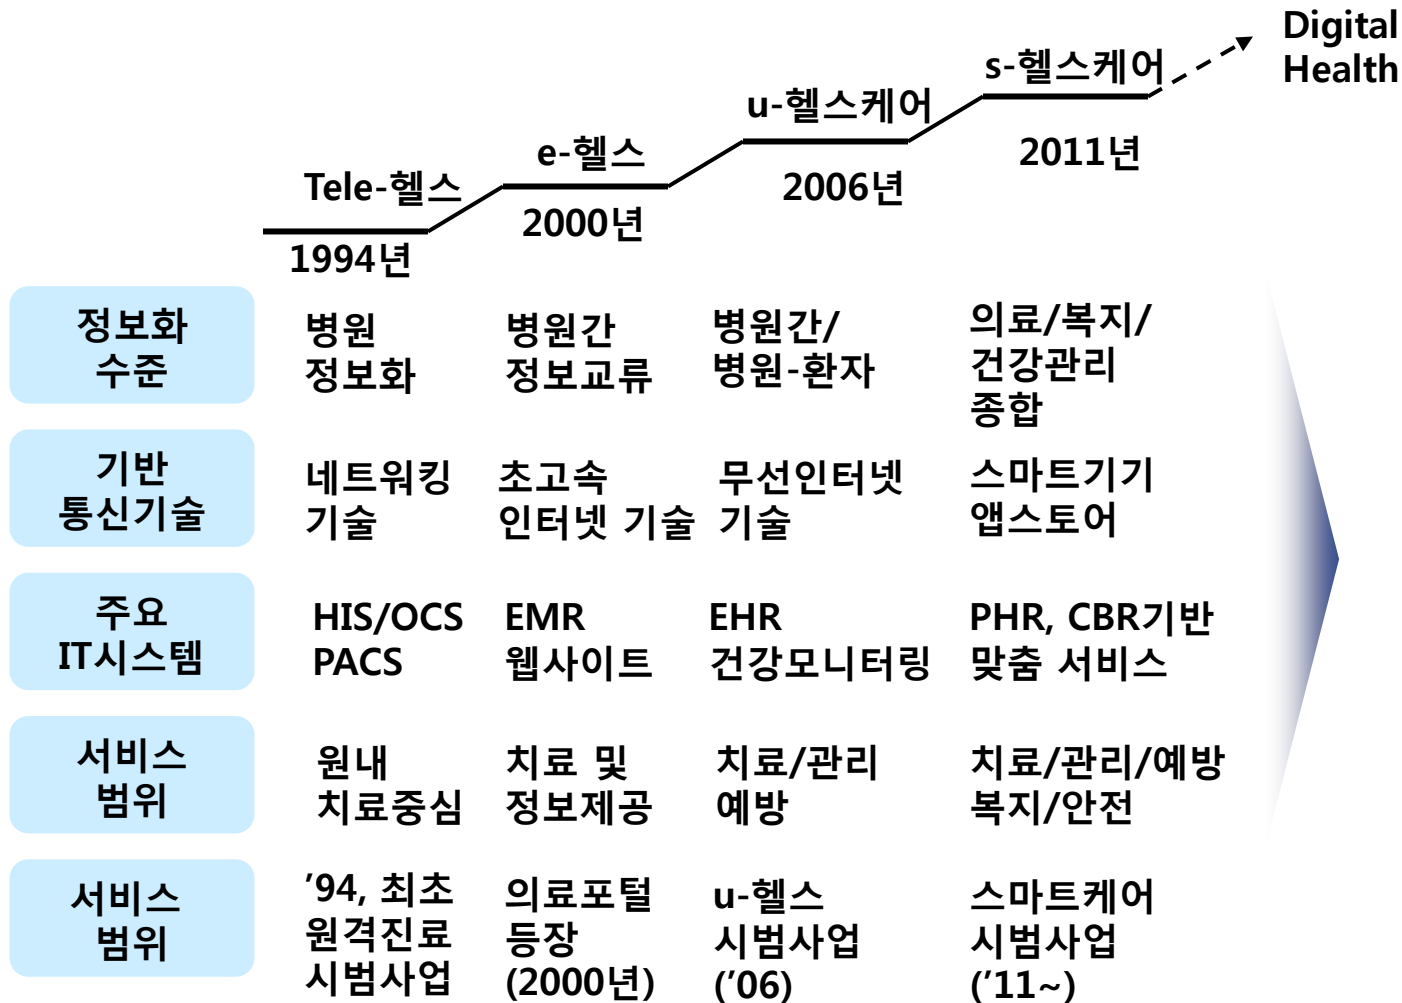 Digital
Health
s-헬스케어
2011년
u-헬스케어
2006년
e-헬스
2000년
Tele-헬스
1994년
정보화
수준
병원
정보화
병원간
정보교류
병원간/
병원-환자
의료/복지/
건강관리
종합
기반
통신기술
네트워킹
기술
초고속
인터넷 기술
무선인터넷
기술
스마트기기
앱스토어
주요
IT시스템
HIS/OCS
PACS
EMR
웹사이트
EHR
건강모니터링
PHR, CBR기반
맞춤 서비스
서비스
범위
원내
치료중심
치료 및
정보제공
치료/관리
예방
치료/관리/예방
복지/안전
서비스
범위
’94, 최초
원격진료
시범사업
의료포털
등장
(2000년)
u-헬스
시범사업
(’06)
스마트케어
시범사업
(’11~)